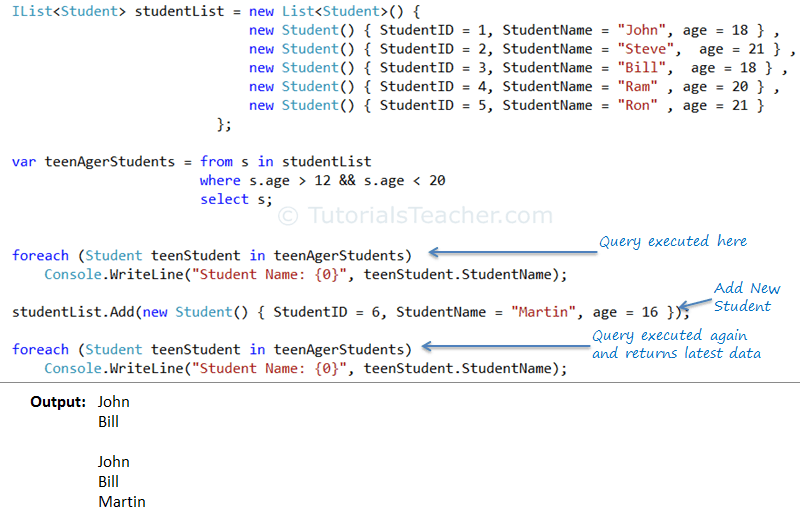 IList<Student> studentList = new List<Student>() {
new Student() { StudentID = 1, StudentName = "John", age = 18 } ,
new Student() { StudentID = 2, StudentName = "Steve",  age = 21 } ,
new Student() { StudentID = 3, StudentName = "Bill",  age = 18 } ,
new Student() { StudentID = 4, StudentName = "Ram" , age = 20 } ,
new Student() { StudentID = 5, StudentName = "Ron" , age = 21 }
};
var teenAgerStudents = from s in studentList
where s.age > 12 && s.age < 20
select s;
© TutorialsTeacher.com
foreach (Student teenStudent in teenAgerStudents)
Query executed here
Console.WriteLine("Student Name: {0}", teenStudent.StudentName);
Add New
Student
studentList.Add(new Student() { StudentID = 6, StudentName = "Martin", age = 16 });
Query executed again
and returns latest data
foreach (Student teenStudent in teenAgerStudents)
Console.WriteLine("Student Name: {0}", teenStudent.StudentName);
Output: John
Bill
John
Bill
Martin